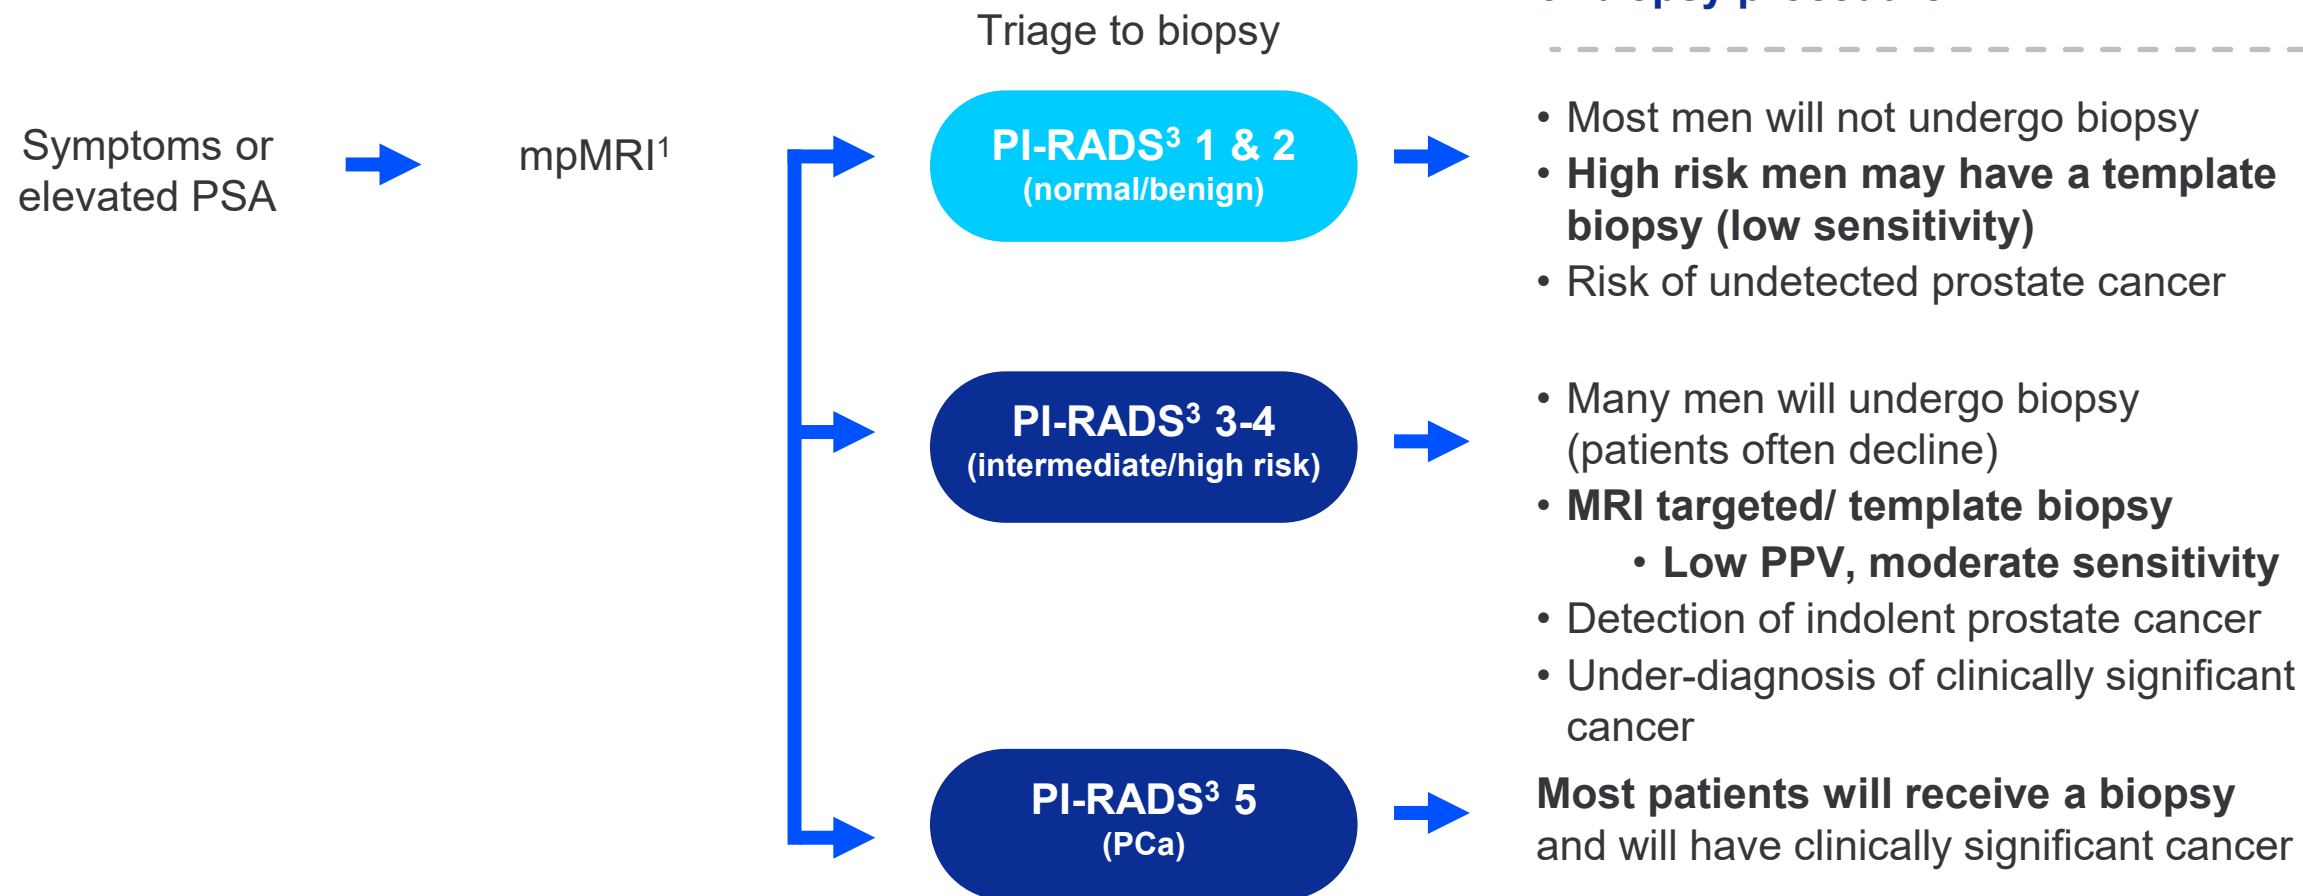 Triage to biopsy
Symptoms or
elevated PSA
mpMRI¹
PI-RADS³ 1 & 2
(normal/benign)
• Most men will not undergo biopsy
• High risk men may have a template
biopsy (low sensitivity)
• Risk of undetected prostate cancer
PI-RADS³ 3-4
(intermediate/high risk)
• Many men will undergo biopsy
(patients often decline)
• MRI targeted/ template biopsy
• Low PPV, moderate sensitivity
• Detection of indolent prostate cancer
• Under-diagnosis of clinically significant
cancer
PI-RADS³ 5
(PCa)
Most patients will receive a biopsy
and will have clinically significant cancer